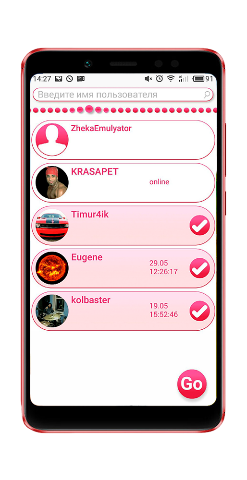 14:27 91
Введите имя пользователя
ZhekaEmulyator
KRASAPET
online
Timur4ik
Eugene
29.05
12:26:17
kolbaster
19.05
15:52:46
Go